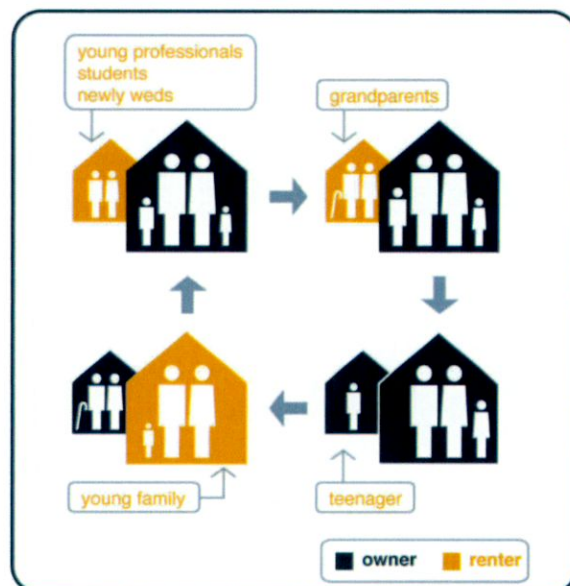 young professionals
students
newly weds
grandparents
young family
teenager
owner
renter